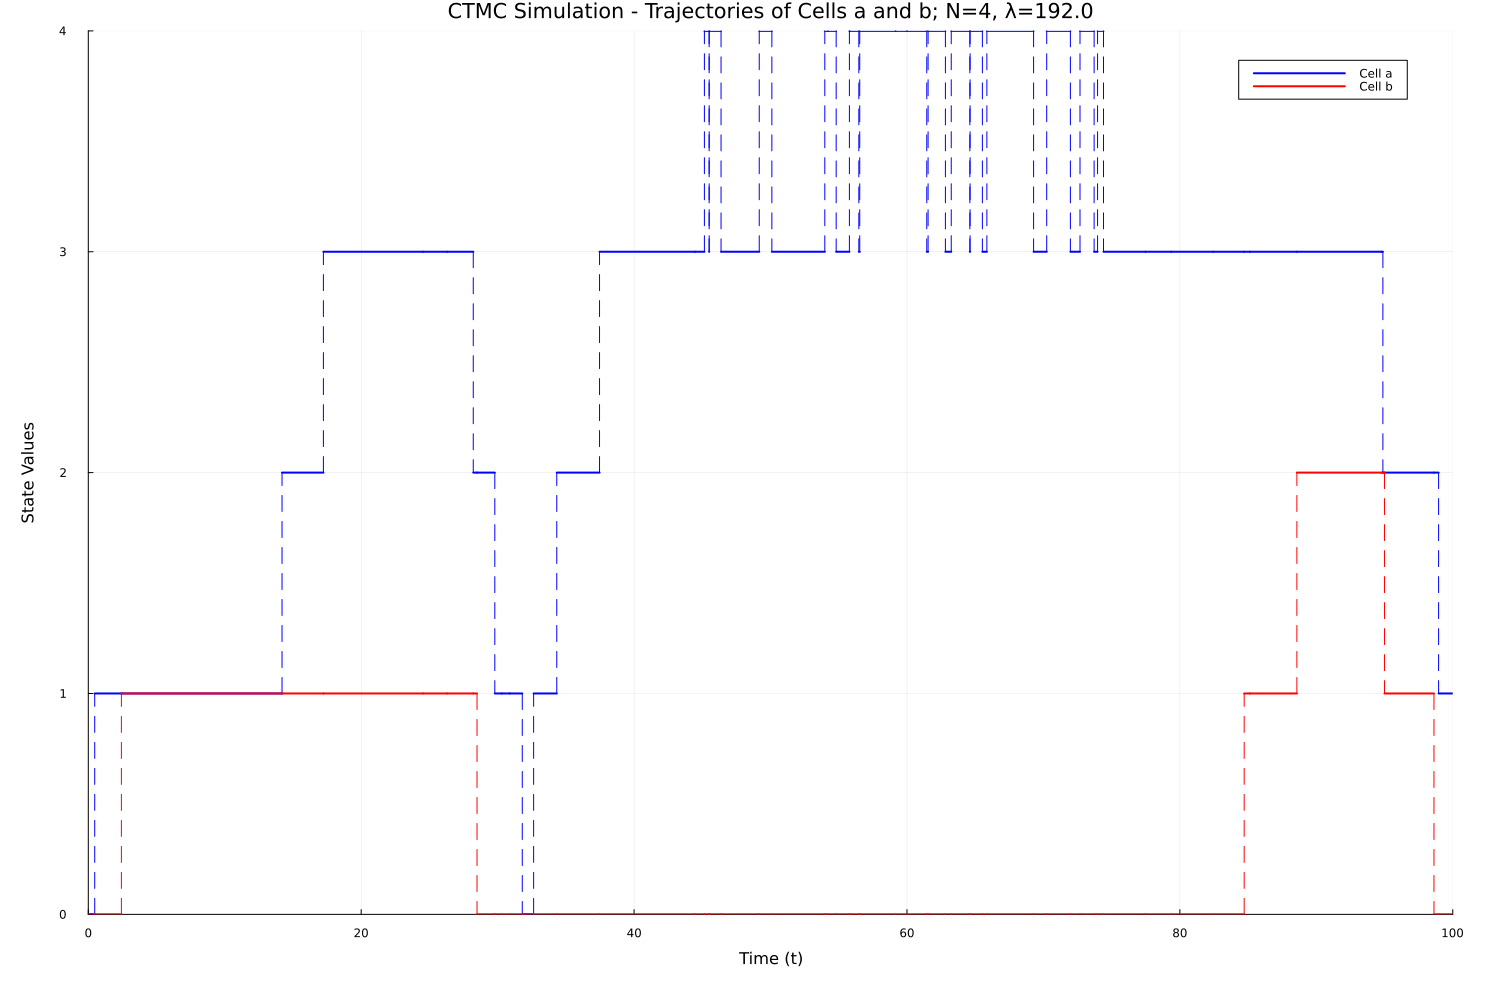 CTMC Simulation - Trajectories of Cells a and b; N=4, λ=192.0
4
Cell a
Cell b
3
State Values
2
1
0
0 20 40 60 80 100
Time (t)